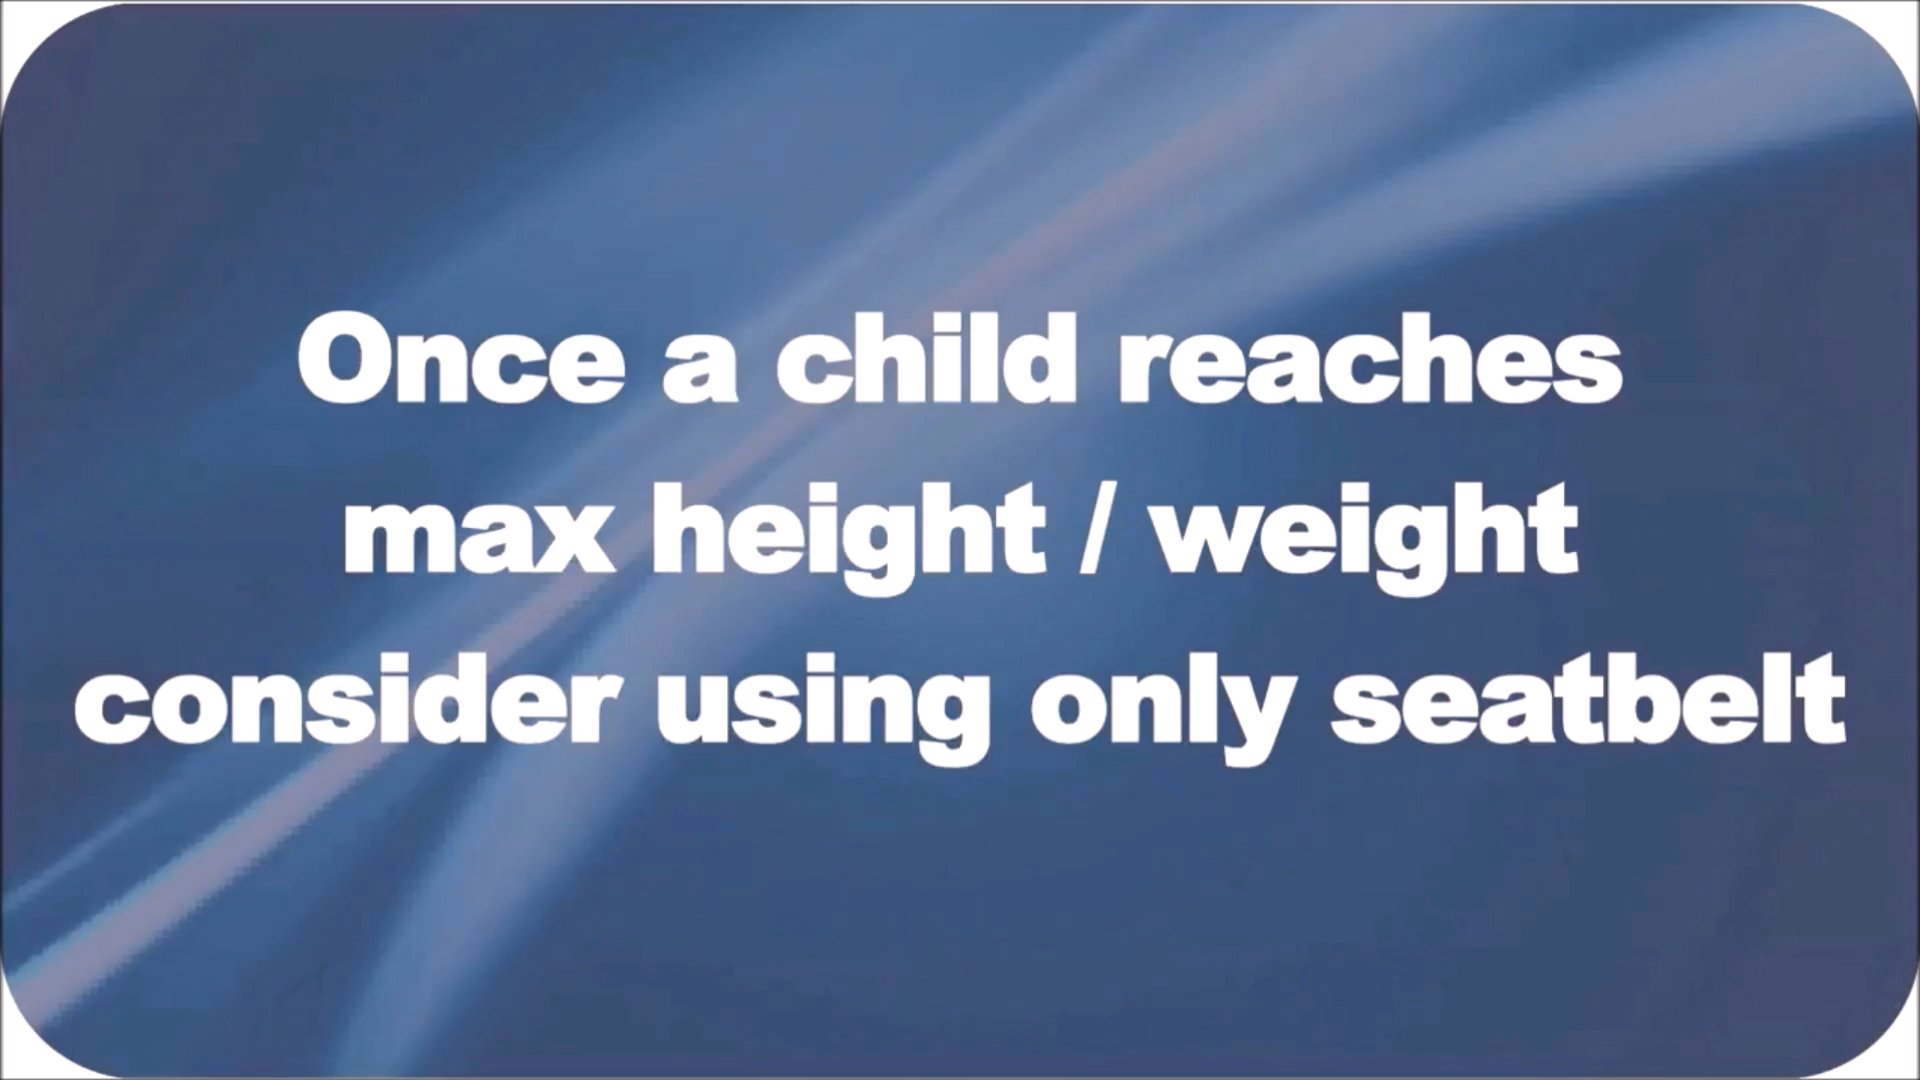 Once a child reaches
max height / weight
consider using only seatbelt